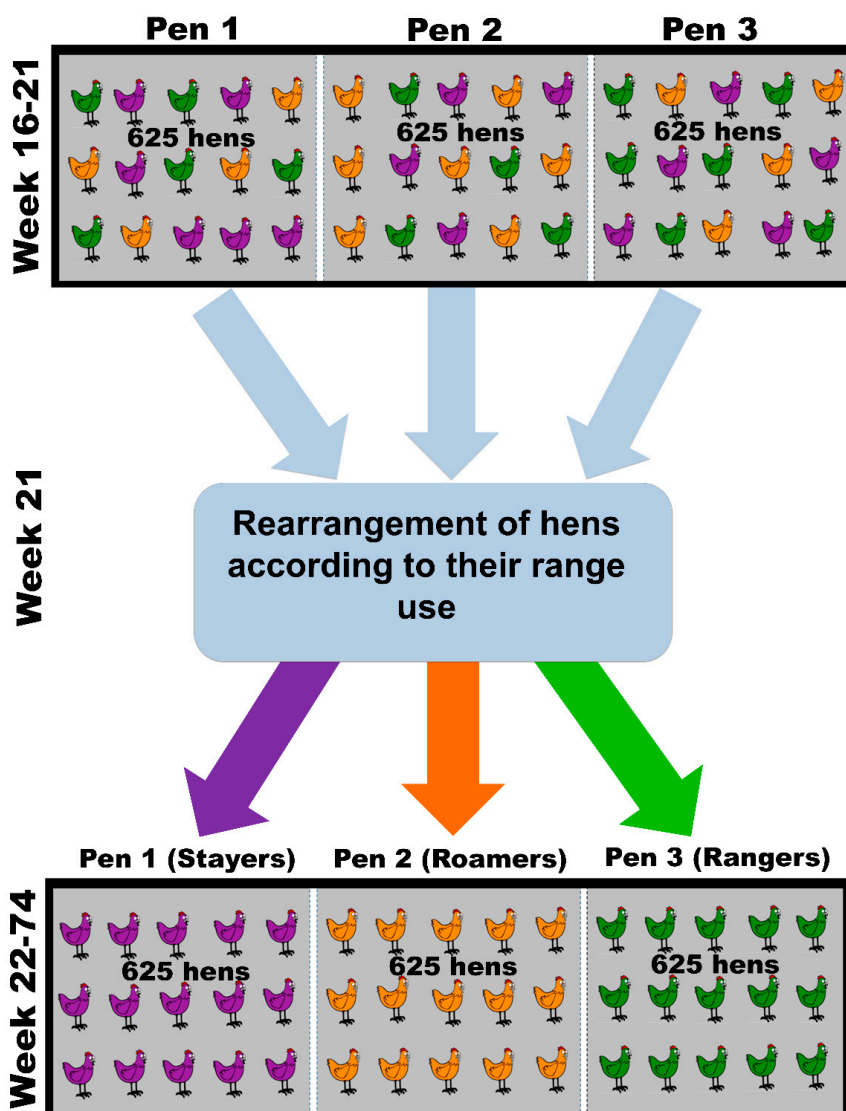 Pen 1
Pen 2
Pen 3
Week 16-21
625 hens
625 hens
625 hens
Week 21
Rearrangement of hens
according to their range
use
Pen 1 (Stayers)
Pen 2 (Roamers)
Pen 3 (Rangers)
Week 22-74
625 hens
625 hens
625 hens